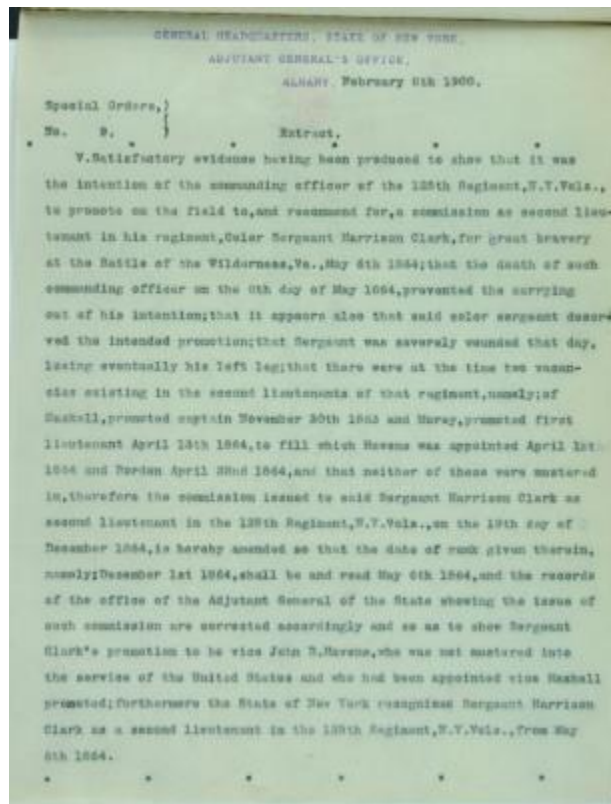 GENERAL HEADQUARTERS, STATE OF NEW YORK,
ADJUTANT GENERAL'S OFFICE,
ALBANY, February 6th 1900.
Special Orders,)
No. 9. ) Extract.
V.Satisfactory evidence having been produced to show that it was
the intention of the commanding officer of the 125th Regiment,N.Y.Vols.,
to promote on the field to,and recommend for,a commission as second lieu-
tenant in his regiment,Color Sergeant Harrison Clark,for great bravery
at the Battle of the Wilderness,Va.,May 6th 1864;that the death of such
commanding officer on the 6th day of May 1864,prevented the carrying
out of his intention;that it appears also that said color sergeant deser-
ved the intended promotion;that Sergeant was severely wounded that day,
losing eventually his left leg;that there were at the time two vacan-
cies existing in the second lieutenants of that regiment,namely;of
Haskell,promoted captain November 30th 1863 and promoted first
lieutenant April 15th 1864,to fill which Havens was appointed April 1st
1864 and Borden April 22nd 1864,and that neither of these were mustered
in,therefore the commission issued to said Sergeant Harrison Clark as
second lieutenant in the 125th Regiment,N.Y.Vols.,on the 19th day of
December 1864,is hereby amended so that the date of rank given therein,
namely;December 1st 1864,shall be and read May 6th 1864,and the records
of the office of the Adjutant General of the State showing the issue of
such commission are corrected accordingly and so as to show Sergeant
Clark's promotion to be vice John Havens,who was not mustered into
the service of the United States and who had been appointed vice Haskell
promoted;furthermore the State of New York recognizes Sergeant Harrison
Clark as a second lieutenant in the 125th Regiment,N.Y.Vols.,from May
6th 1864.